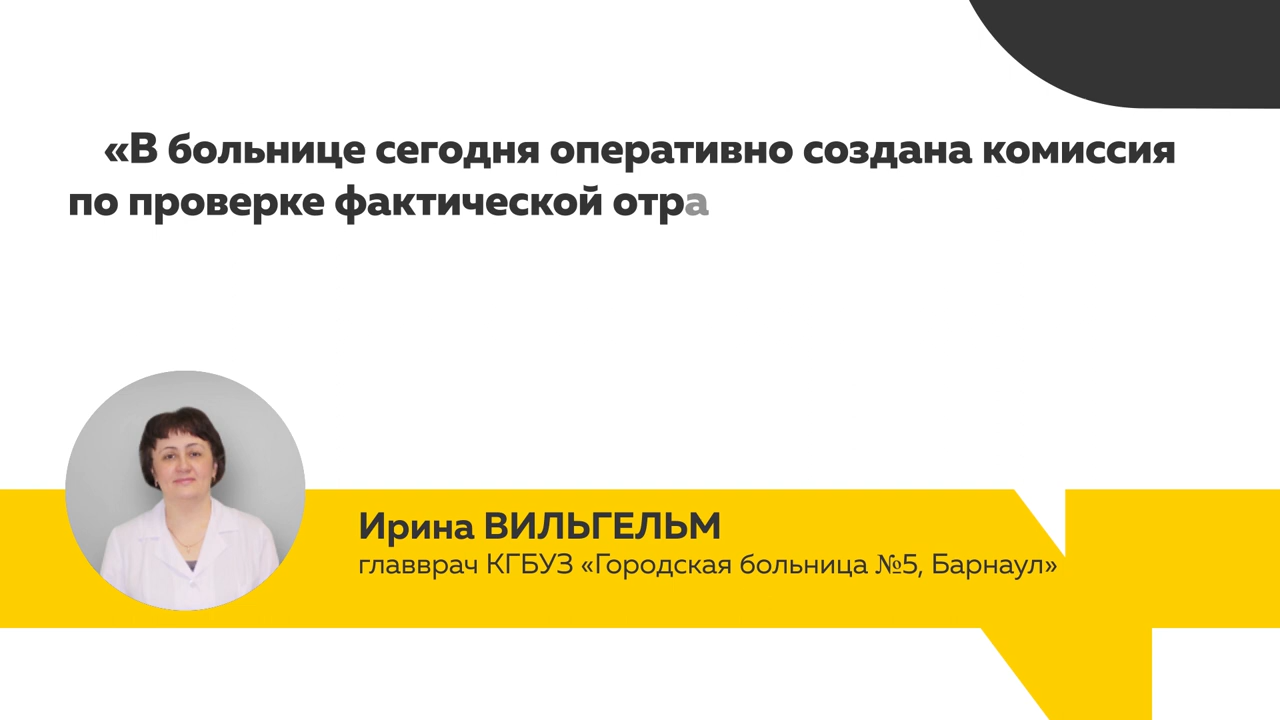 «В больнице сегодня оперативно создана комиссия
по проверке фактической отра
Ирина ВИЛЬГЕЛЬМ
главврач КГБУЗ «Городская больница №5, Барнаул»